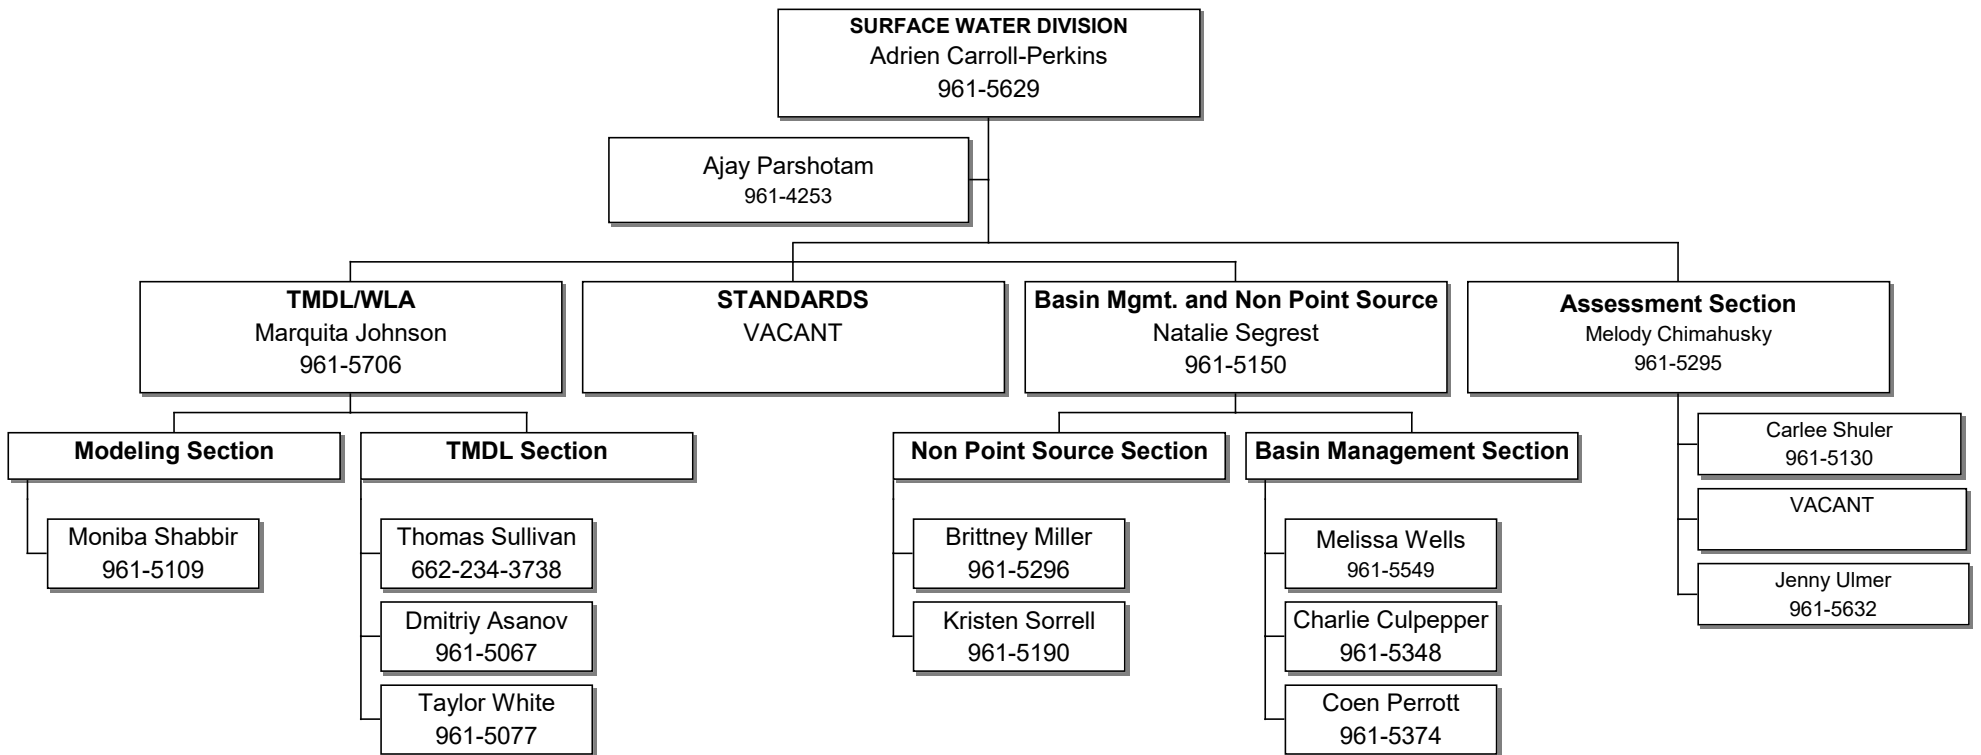 SURFACE WATER DIVISION
Adrien Carroll-Perkins
961-5629
Ajay Parshotam
961-4253
TMDL/WLA
Marquita Johnson
961-5706
STANDARDS
VACANT
Basin Mgmt. and Non Point Source
Natalie Segrest
961-5150
Assessment Section
Melody Chimahusky
961-5295
Modeling Section
Moniba Shabbir
961-5109
TMDL Section
Thomas Sullivan
662-234-3738
Dmitriy Asanov
961-5067
Taylor White
961-5077
Non Point Source Section
Brittney Miller
961-5296
Kristen Sorrell
961-5190
Basin Management Section
Melissa Wells
961-5549
Charlie Culpepper
961-5348
Coen Perrott
961-5374
Carlee Shuler
961-5130
VACANT
Jenny Ulmer
961-5632